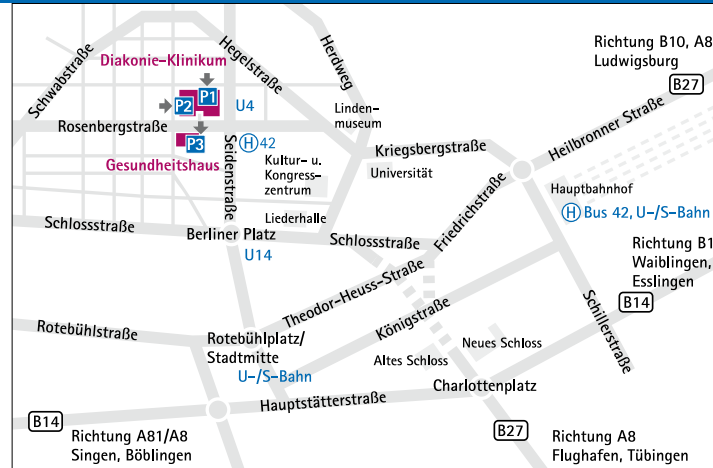 Richtung B10, A8
Ludwigsburg
B27
Schwabstraße
Diakonie-Klinikum
Hegelstraße
Herdweg
P1
P2
U4
Linden-
museum
Rosenbergstraße
P3
H 42
Seidenstraße
Gesundheitshaus
Kultur- u.
Kongress-
zentrum
Kriegsbergstraße
Universität
Heilbronner Straße
Friedrichstraße
Hauptbahnhof
H Bus 42, U-/S-Bahn
Liederhalle
Schlossstraße
Berliner Platz
Schlossstraße
U14
Richtung B1
Waiblingen,
Esslingen
B14
Theodor-Heuss-Straße
Königstraße
Schillerstraße
Rotebühlstraße
Rotebühlplatz/
Stadtmitte
U-/S-Bahn
Altes Schloss
Neues Schloss
Charlottenplatz
Hauptstätterstraße
B14
Richtung A81/A8
Singen, Böblingen
B27
Richtung A8
Flughafen, Tübingen